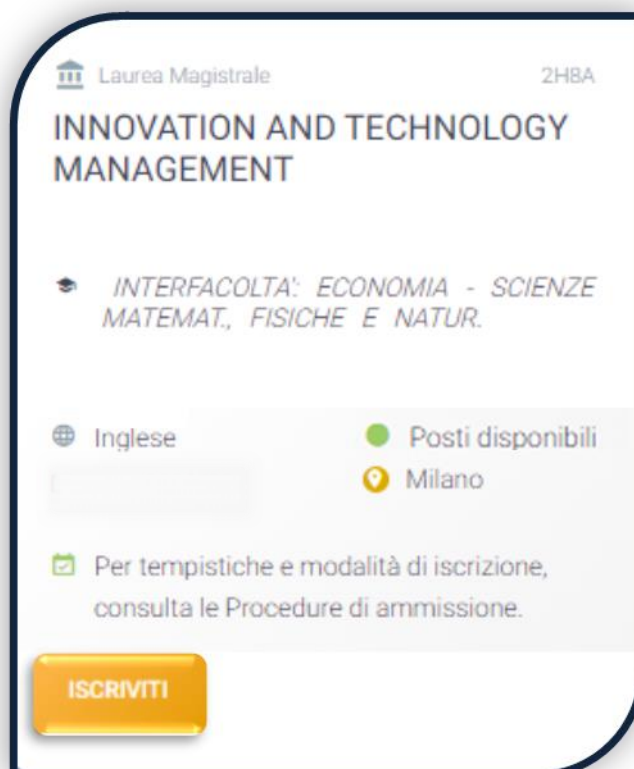 Laurea Magistrale 2H8A
INNOVATION AND TECHNOLOGY
MANAGEMENT
INTERFACOLTA': ECONOMIA - SCIENZE
MATEMAT., FISICHE E NATUR.
Inglese Posti disponibili
Milano
Per tempistiche e modalità di iscrizione,
consulta le Procedure di ammissione.
ISCRIVITI